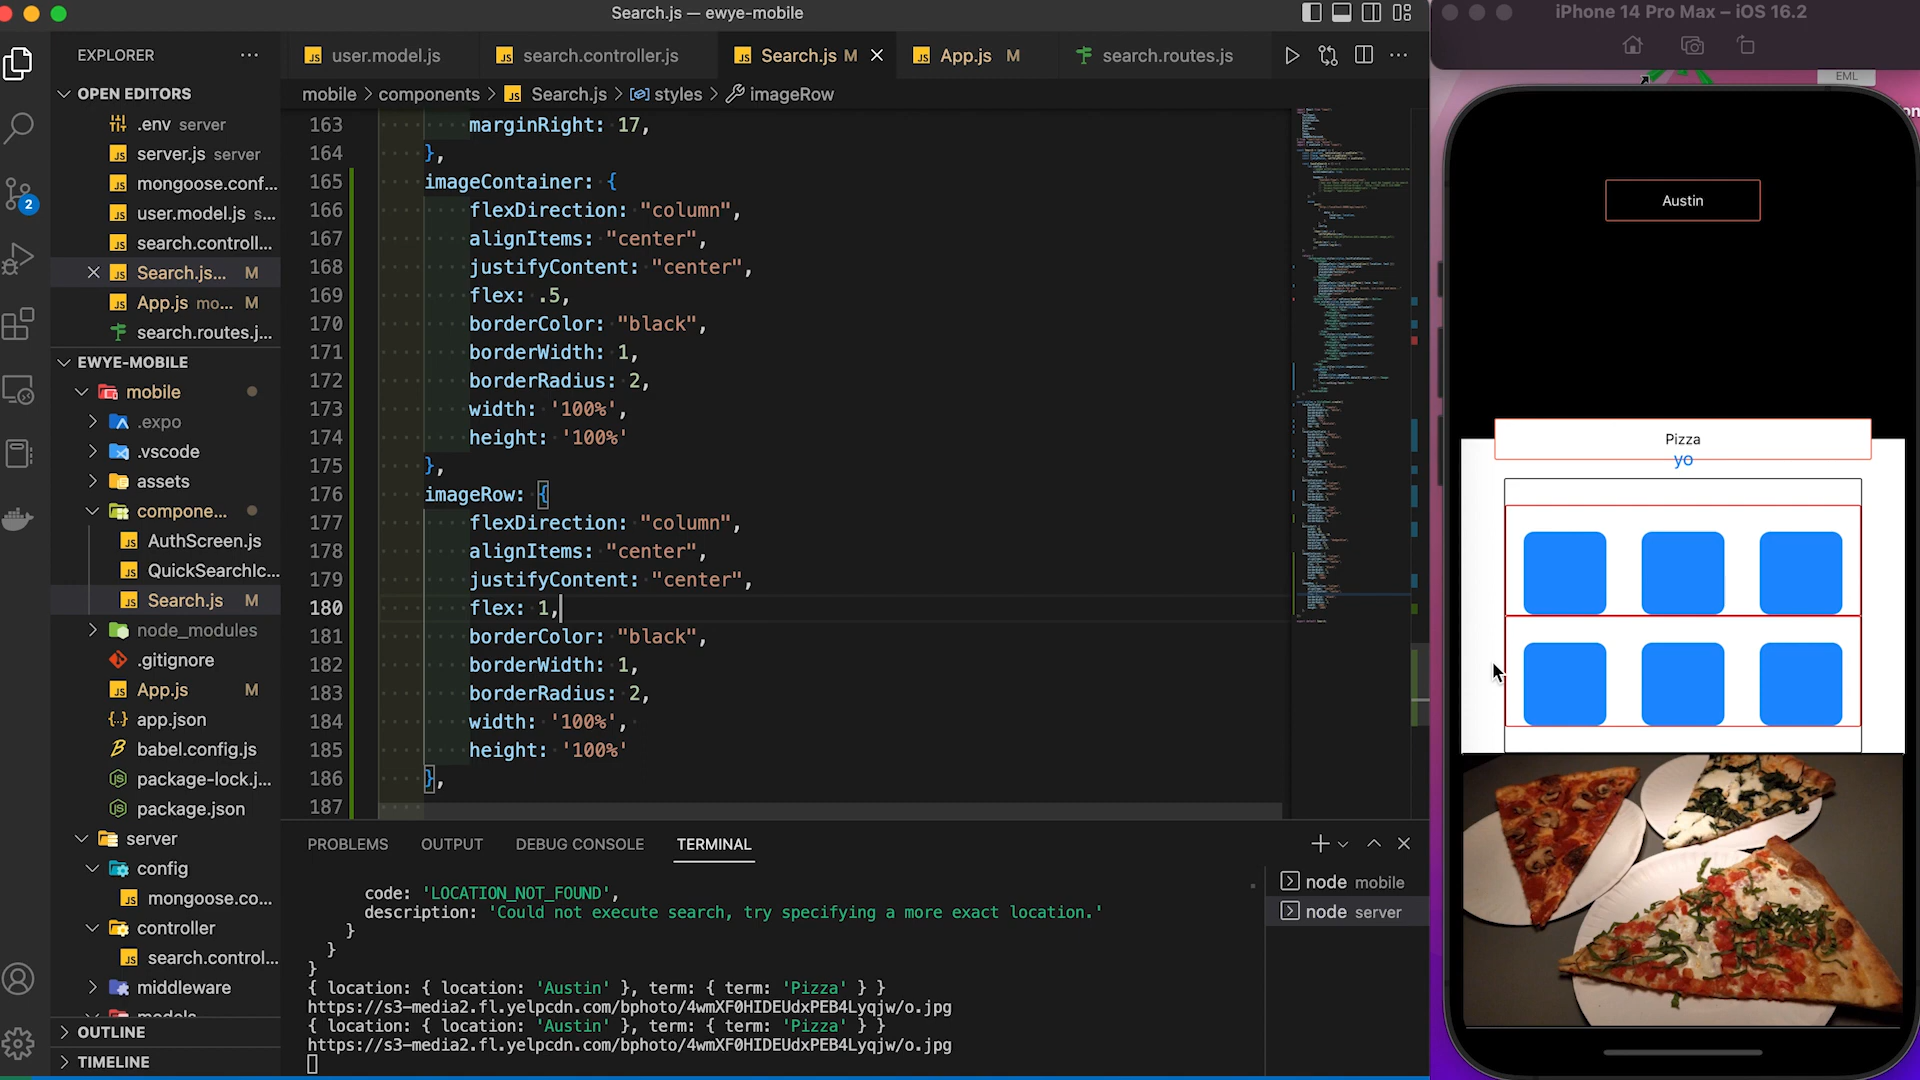 Search.js — ewye-mobile
iPhone 14 Pro Max – iOS 16.2
EML
EXPLORER
user.model.js
search.controller.js
Search.js M
App.js M
search.routes.js
mobile > components > Search.js > styles > imageRow
OPEN EDITORS
.env server
server.js server
mongoose.conf...
user.model.js s...
search.controll...
Search.js... M
App.js mo... M
search.routes.j...
EWYE-MOBILE
mobile
.expo
.vscode
assets
compone...
AuthScreen.js
QuickSearchIc...
Search.js M
node_modules
.gitignore
App.js M
app.json
babel.config.js
package-lock.j...
package.json
server
config
mongoose.co...
controller
search.control...
middleware
models
OUTLINE
TIMELINE
2
163 marginRight: 17,
164 },
165 imageContainer: {
166 flexDirection: "column",
167 alignItems: "center",
168 justifyContent: "center",
169 flex: .5,
170 borderColor: "black",
171 borderWidth: 1,
172 borderRadius: 2,
173 width: '100%',
174 height: '100%'
175 },
176 imageRow: {
177 flexDirection: "column",
178 alignItems: "center",
179 justifyContent: "center",
180 flex: 1,
181 borderColor: "black",
182 borderWidth: 1,
183 borderRadius: 2,
184 width: '100%',
185 height: '100%'
186 },
187
PROBLEMS OUTPUT DEBUG CONSOLE TERMINAL
code: 'LOCATION_NOT_FOUND',
description: 'Could not execute search, try specifying a more exact location.'
}
}
}
{ location: { location: 'Austin' }, term: { term: 'Pizza' } }
https://s3-media2.fl.yelpcdn.com/bphoto/4wmXF0HIDEUdxPEB4Lyqjw/o.jpg
{ location: { location: 'Austin' }, term: { term: 'Pizza' } }
https://s3-media2.fl.yelpcdn.com/bphoto/4wmXF0HIDEUdxPEB4Lyqjw/o.jpg
node mobile
node server
Austin
Pizza
yo